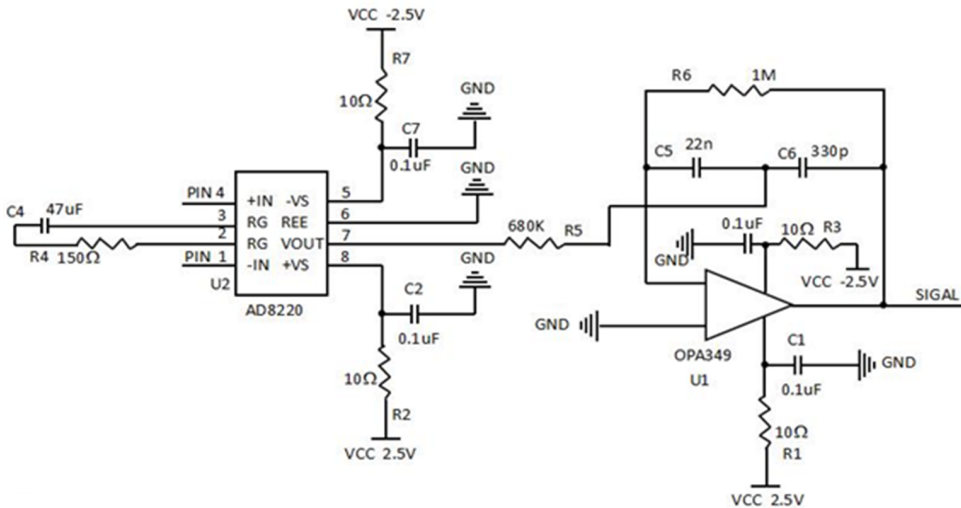 VCC -2.5V
R7
10Ω
GND
C7
0.1uF
GND
PIN 4
+IN -VS
5
C4
47uF
3
RG REE
6
2
RG VOUT
7
R4 150Ω
PIN 1
-IN +VS
8
U2
AD8220
GND
C2
0.1uF
10Ω
R2
VCC 2.5V
680K
R5
R6
1M
C5
22n
C6
330p
0.1uF
10Ω
R3
GND
VCC -2.5V
SIGAL
GND
OPA349
U1
C1
0.1uF
GND
10Ω
R1
VCC 2.5V